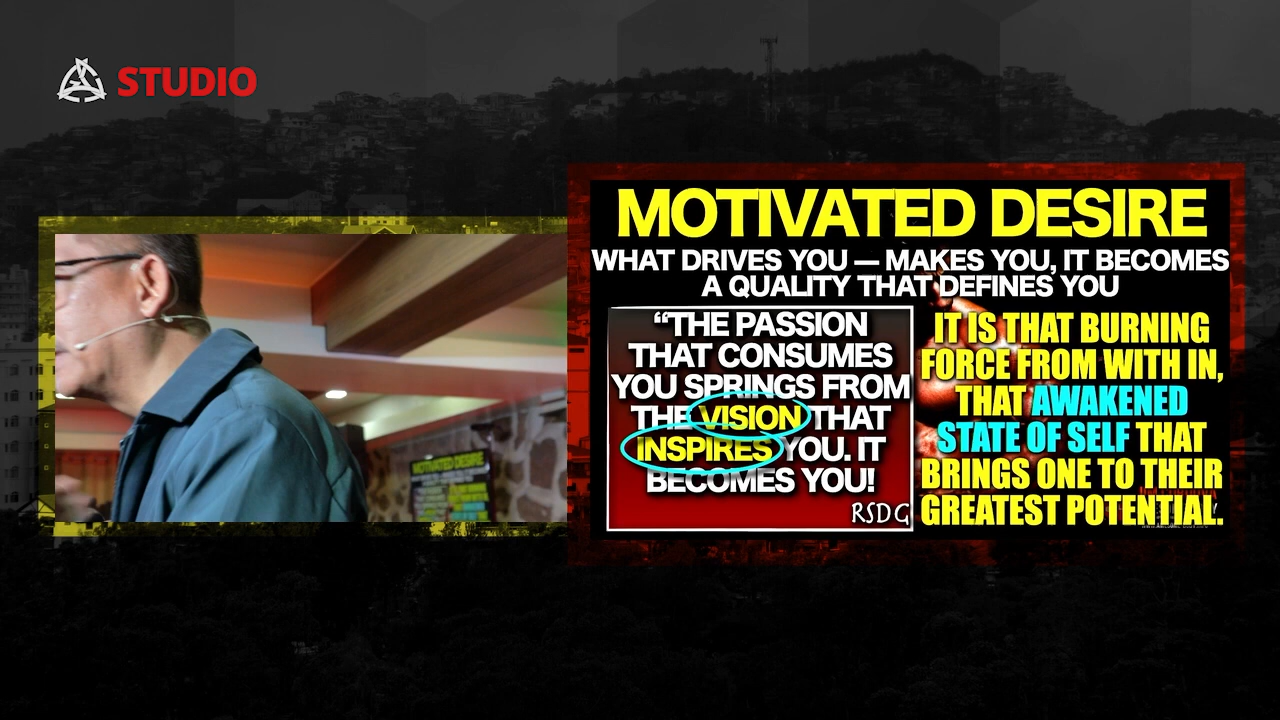 STUDIO
MOTIVATED DESIRE
WHAT DRIVES YOU — MAKES YOU, IT BECOMES
A QUALITY THAT DEFINES YOU
“THE PASSION
THAT CONSUMES
YOU SPRINGS FROM
THE VISION THAT
INSPIRES YOU. IT
BECOMES YOU!
RSDG
IT IS THAT BURNING
FORCE FROM WITH IN,
THAT AWAKENED
STATE OF SELF THAT
BRINGS ONE TO THEIR
GREATEST POTENTIAL.
MOTIVATED DESIRE